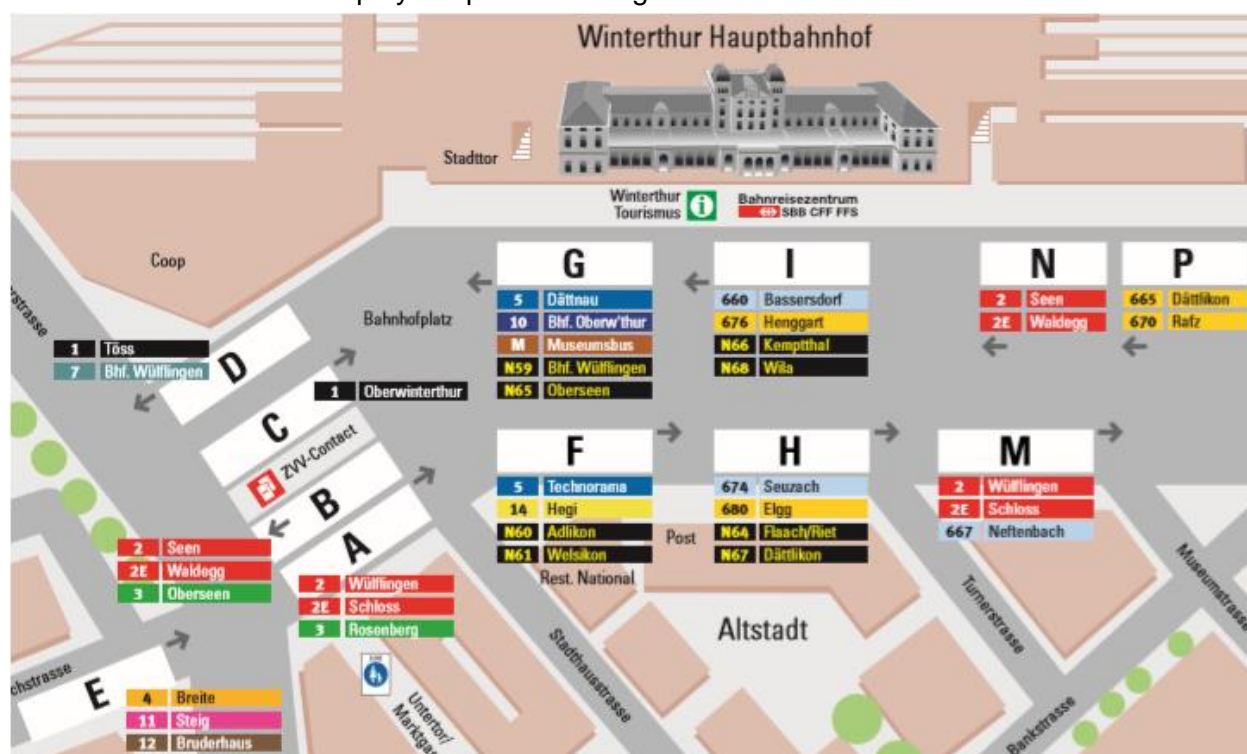 Winterthur Hauptbahnhof
Stadttor
Winterthur
Tourismus
Bahnreisezentrum
SBB CFF FFS
Coop
Bahnhofplatz
G
5 Dättnau
10 Bhf. Oberw'thur
M Museumsbus
N59 Bhf. Wülflingen
N65 Oberseen
I
660 Bassersdorf
676 Henggart
N66 Kemptthal
N68 Wila
N
2 Seen
2E Waldegg
P
665 Dättlikon
670 Rafz
1 Töss
7 Bhf. Wülflingen
D
C
1 Oberwinterthur
ZVV-Contact
B
A
2 Seen
2E Waldegg
3 Oberseen
2 Wülflingen
2E Schloss
3 Rosenberg
F
5 Technorama
14 Hegi
N60 Adlikon
N61 Welsikon
Rest. National
Post
H
674 Seuzach
680 Elgg
N64 Flaach/Riet
N67 Dättlikon
M
2 Wülflingen
2E Schloss
667 Neftenbach
Altstadt
Stadthausstrasse
Turnerstrasse
Museumstrasse
Bankstrasse
Untertor/
E
4 Breite
11 Steig
12 Bruderhaus